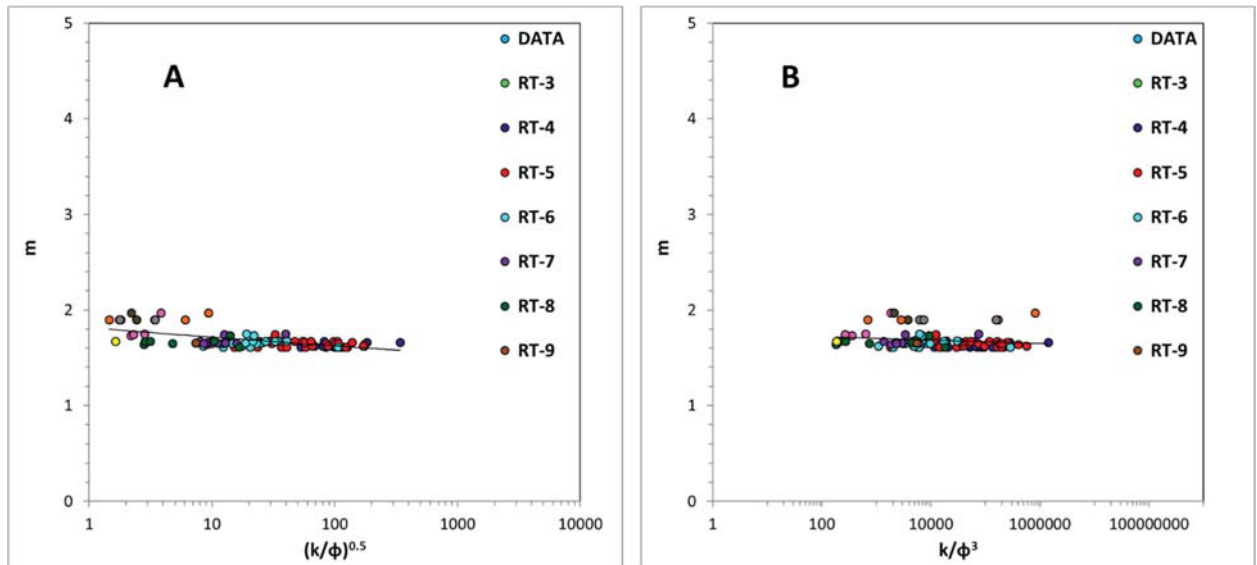 A
5
4
3
2
1
0
m
1
10
100
1000
10000
(k/ϕ)^0.5
DATA
RT-3
RT-4
RT-5
RT-6
RT-7
RT-8
RT-9
B
5
4
3
2
1
0
m
1
100
10000
1000000
100000000
k/ϕ³
DATA
RT-3
RT-4
RT-5
RT-6
RT-7
RT-8
RT-9